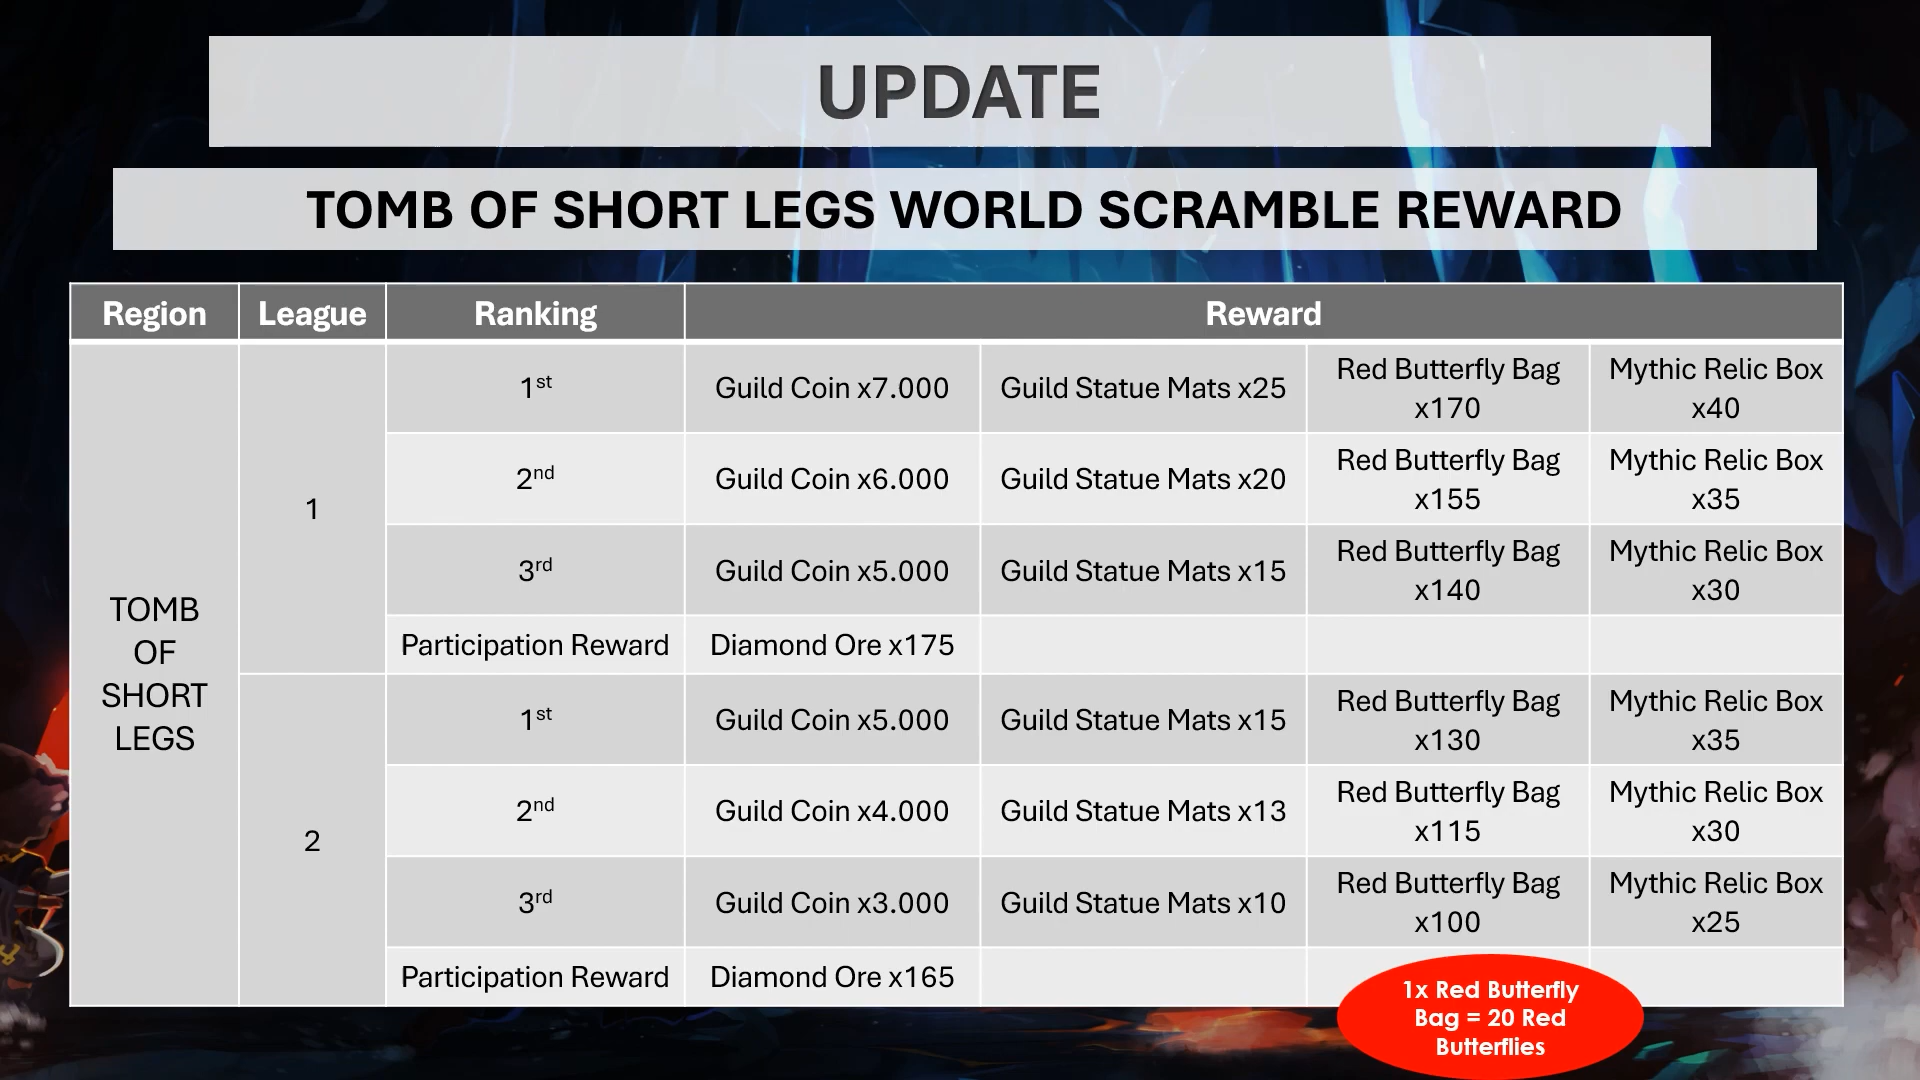 UPDATE
TOMB OF SHORT LEGS WORLD SCRAMBLE REWARD
Region League Ranking Reward
TOMB
OF
SHORT
LEGS
1
1st Guild Coin x7.000 Guild Statue Mats x25 Red Butterfly Bag x170 Mythic Relic Box x40
2nd Guild Coin x6.000 Guild Statue Mats x20 Red Butterfly Bag x155 Mythic Relic Box x35
3rd Guild Coin x5.000 Guild Statue Mats x15 Red Butterfly Bag x140 Mythic Relic Box x30
Participation Reward Diamond Ore x175
2
1st Guild Coin x5.000 Guild Statue Mats x15 Red Butterfly Bag x130 Mythic Relic Box x35
2nd Guild Coin x4.000 Guild Statue Mats x13 Red Butterfly Bag x115 Mythic Relic Box x30
3rd Guild Coin x3.000 Guild Statue Mats x10 Red Butterfly Bag x100 Mythic Relic Box x25
Participation Reward Diamond Ore x165
1x Red Butterfly
Bag = 20 Red
Butterflies